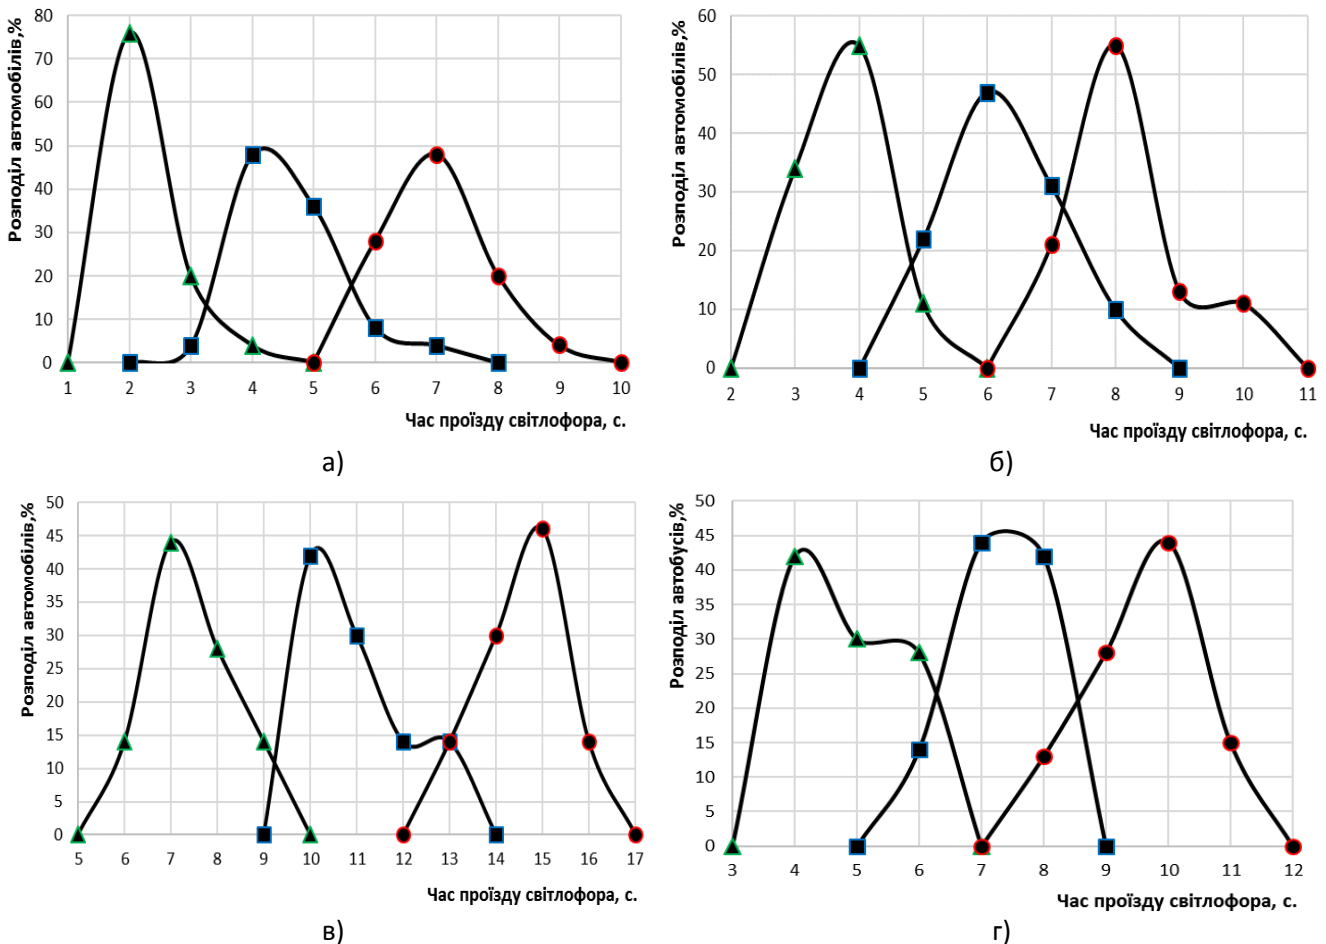 Розподіл автомобілів,%
80
70
60
50
40
30
20
10
0
1 2 3 4 5 6 7 8 9 10
Час проїзду світлофора, с.
а)
Розподіл автомобілів,%
60
50
40
30
20
10
0
2 3 4 5 6 7 8 9 10 11
Час проїзду світлофора, с.
б)
Розподіл автомобілів,%
50
45
40
35
30
25
20
15
10
5
0
5 6 7 8 9 10 11 12 13 14 15 16 17
Час проїзду світлофора, с.
в)
Розподіл автобусів,%
50
45
40
35
30
25
20
15
10
5
0
3 4 5 6 7 8 9 10 11 12
Час проїзду світлофора, с.
г)